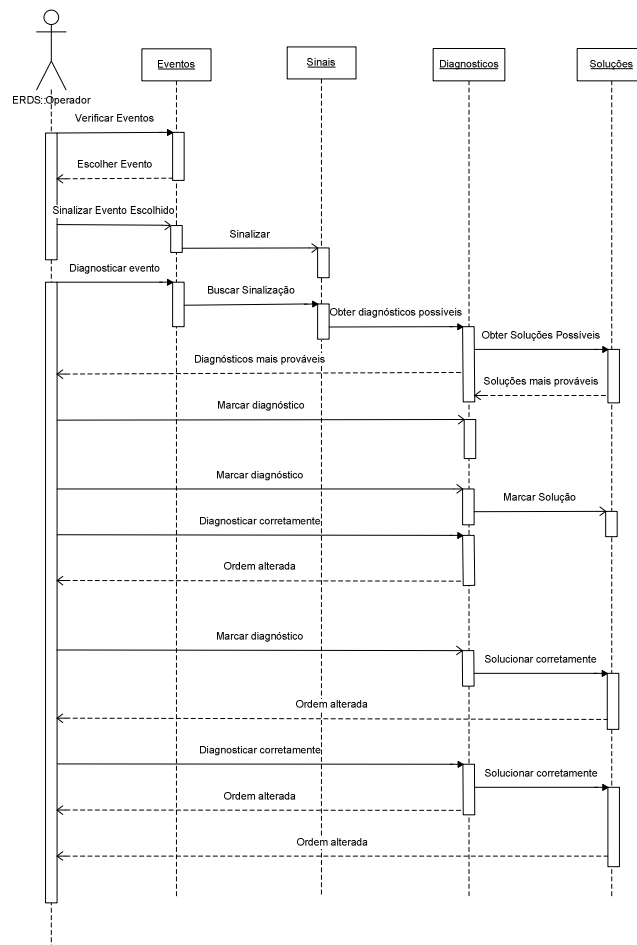 Eventos
Sinais
Diagnosticos
Soluções
ERDS::Operador
Verificar Eventos
Escolher Evento
Sinalizar Evento Escolhido
Sinalizar
Diagnosticar evento
Buscar Sinalização
Obter diagnósticos possíveis
Obter Soluções Possíveis
Diagnósticos mais prováveis
Soluções mais prováveis
Marcar diagnóstico
Marcar diagnóstico
Marcar Solução
Diagnosticar corretamente
Ordem alterada
Marcar diagnóstico
Solucionar corretamente
Ordem alterada
Diagnosticar corretamente
Solucionar corretamente
Ordem alterada
Ordem alterada